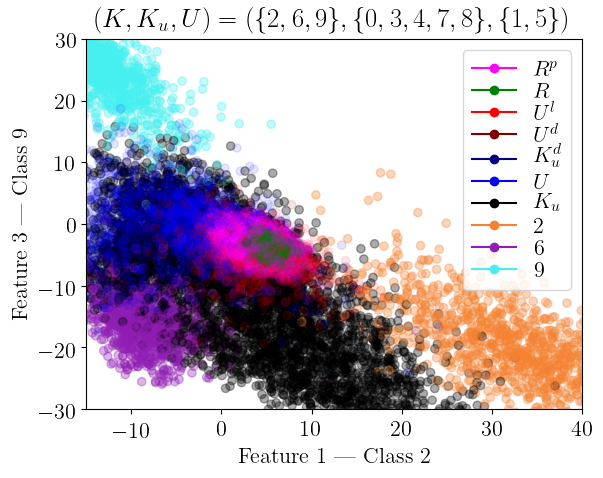 (K, K_u, U) = ({2, 6, 9}, {0, 3, 4, 7, 8}, {1, 5})
30
20
10
0
−10
−20
−30
Feature 3 — Class 9
R^p
R
U^l
U^d
K_u^d
U
K_u
2
6
9
−10
0
10
20
30
40
Feature 1 — Class 2